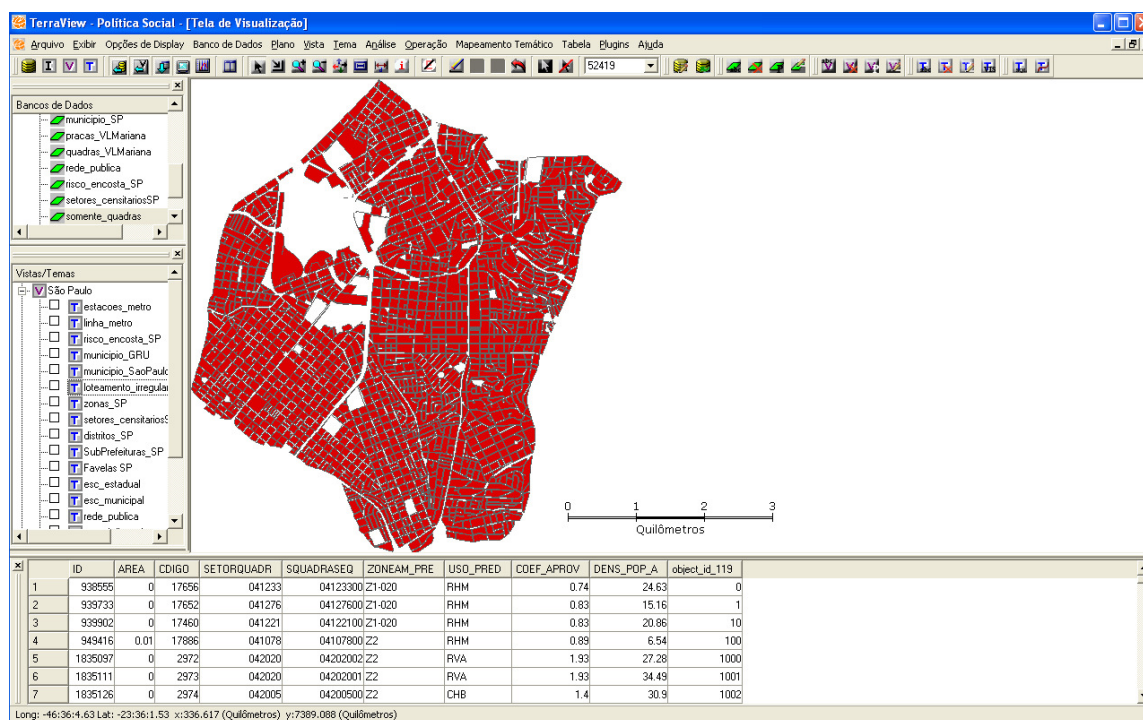 TerraView - Política Social - [Tela de Visualização]
Arquivo Exibir Opções de Display Banco de Dados Plano Vista Tema Análise Operação Mapeamento Temático Tabela Plugins Ajuda
52419
Bancos de Dados
municipio_SP
pracas_VLMariana
quadras_VLMariana
rede_publica
risco_encosta_SP
setores_censitariosSP
somente_quadras
Vistas/Temas
São Paulo
estacoes_metro
linha_metro
risco_encosta_SP
municipio_GRU
municipio_SaoPaulo
loteamento_irregular
zonas_SP
setores_censitariosS
distritos_SP
SubPrefeituras_SP
Favelas SP
esc_estadual
esc_municipal
rede_publica
0 1 2 3
Quilômetros
ID AREA CDIGO SETORQUADR SQUADRASEQ ZONEAM_PRE USO_PRED COEF_APROV DENS_POP_A object_id_119
1 938555 0 17656 041233 04123300 Z1-020 RHM 0.74 24.63 0
2 939733 0 17652 041276 04127600 Z1-020 RHM 0.83 15.16 1
3 939902 0 17460 041221 04122100 Z1-020 RHM 0.83 20.86 10
4 949416 0.01 17886 041078 04107800 Z2 RHM 0.89 6.54 100
5 1835097 0 2972 042020 04202002 Z2 RVA 1.93 27.28 1000
6 1835111 0 2973 042020 04202001 Z2 RVA 1.93 34.49 1001
7 1835126 0 2974 042005 04200500 Z2 CHB 1.4 30.9 1002
Long: -46:36:4.63 Lat: -23:36:1.53 x:336.617 (Quilômetros) y:7389.088 (Quilômetros)